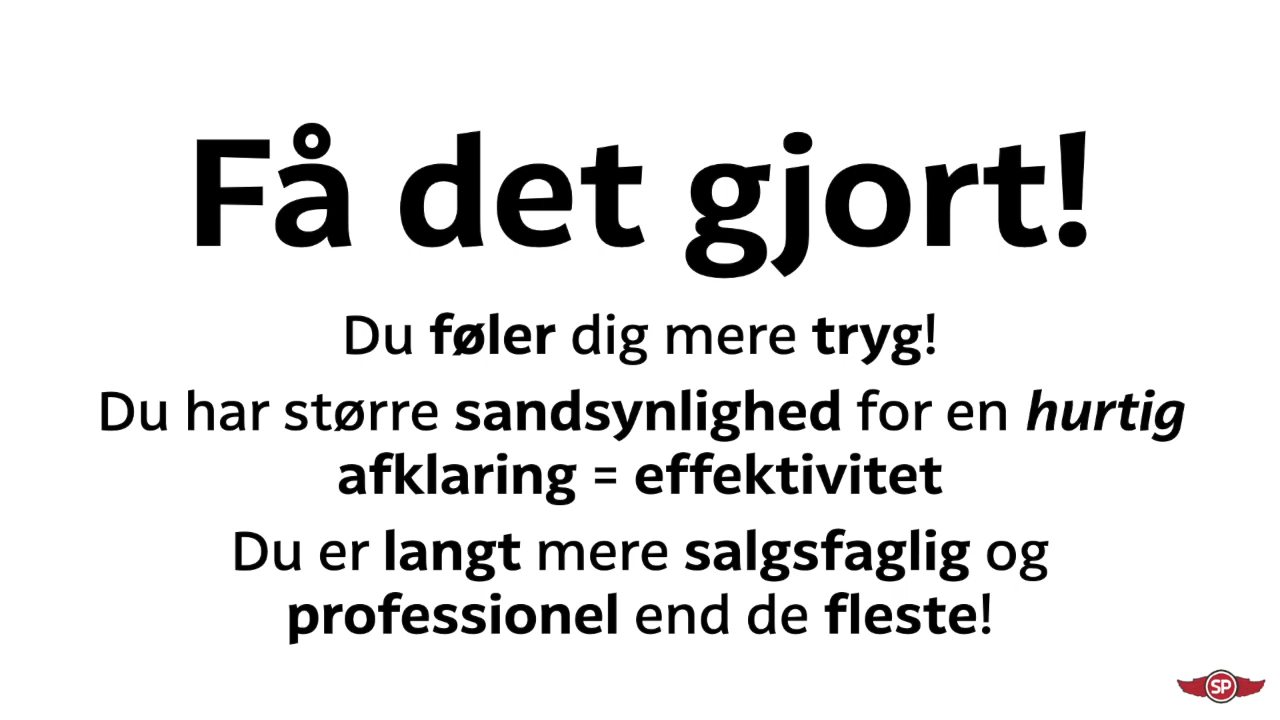 Få det gjort!
Du føler dig mere tryg!
Du har større sandsynlighed for en hurtig
afklaring = effektivitet
Du er langt mere salgsfaglig og
professionel end de fleste!
SP